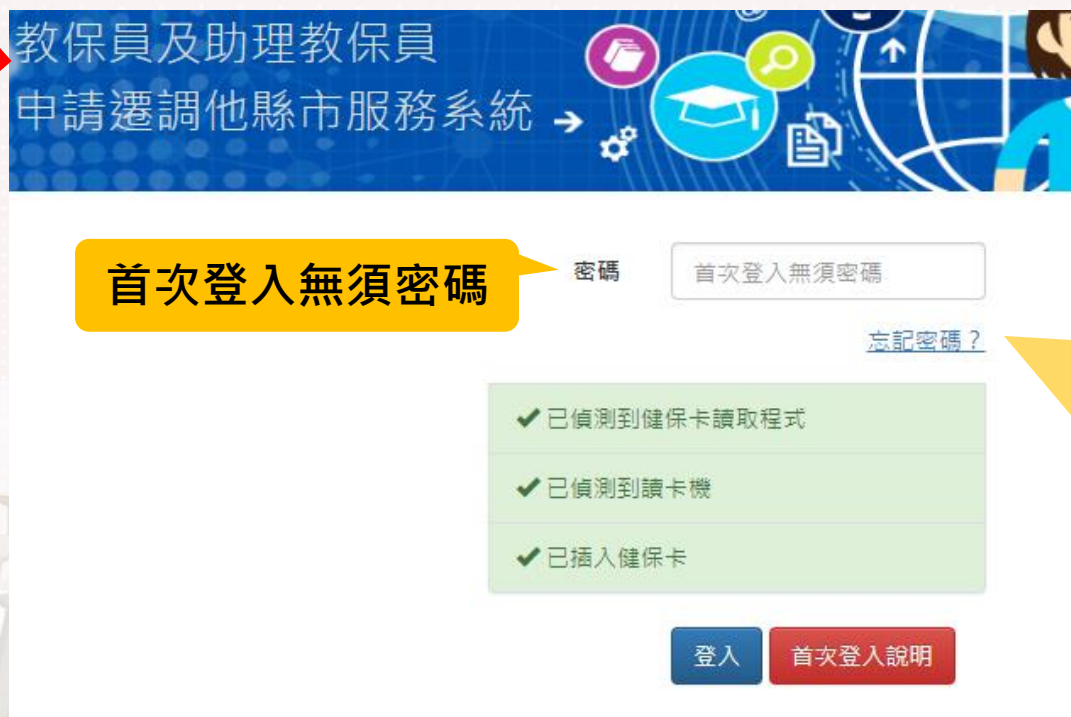 教保員及助理教保員
申請遷調他縣市服務系統
首次登入無須密碼
密碼
首次登入無須密碼
忘記密碼？
已偵測到健保卡讀取程式
已偵測到讀卡機
已插入健保卡
登入
首次登入說明